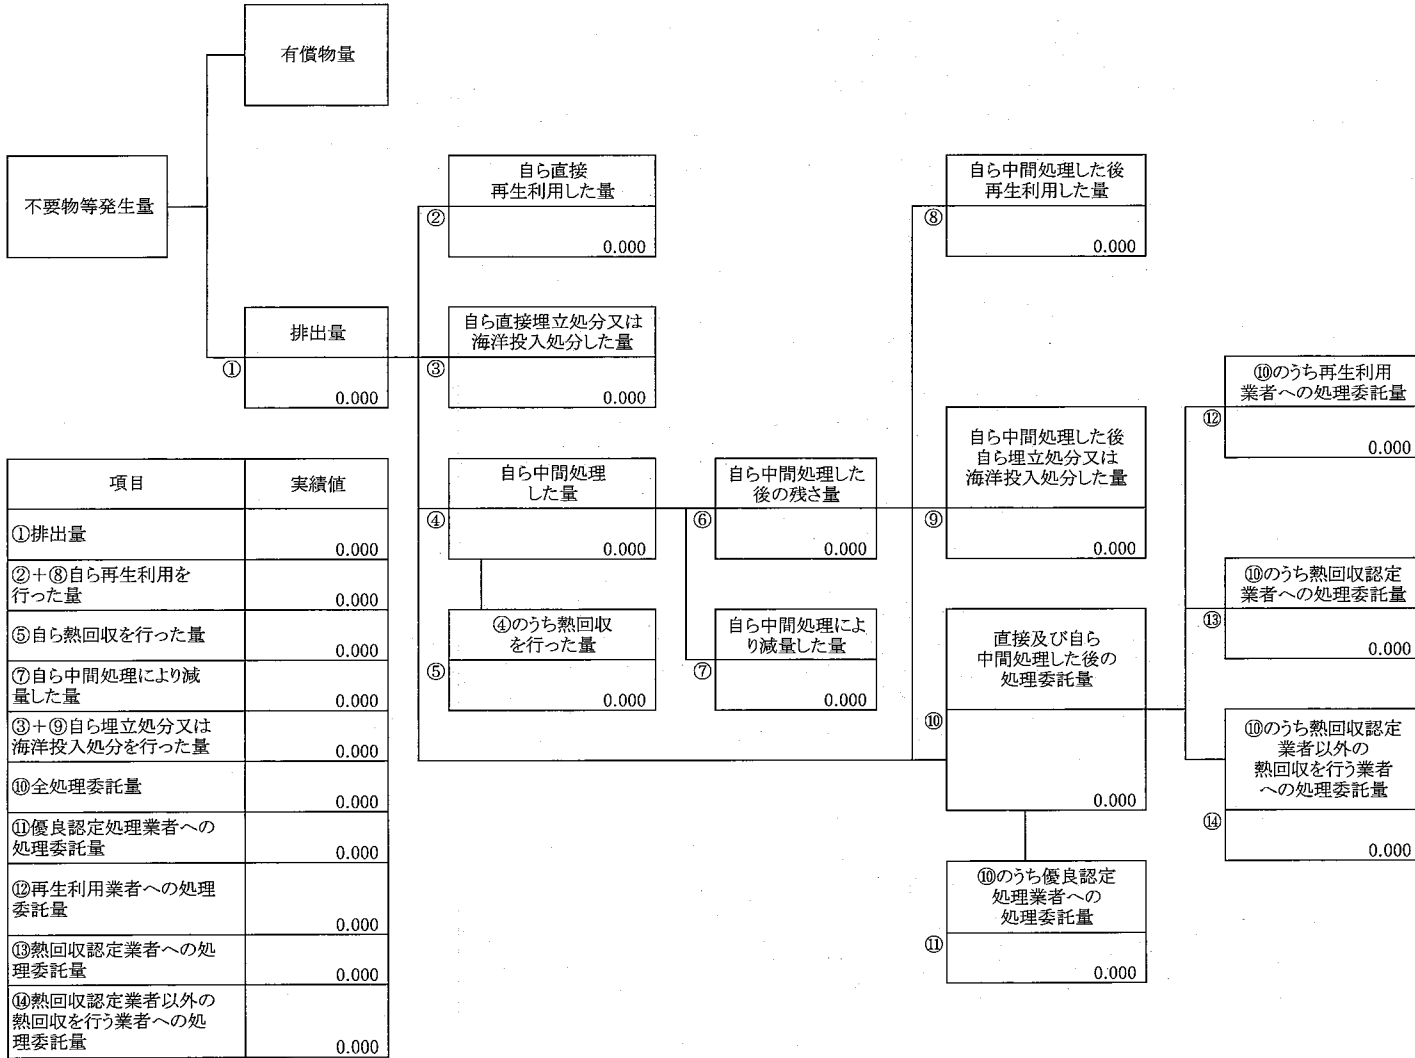 有償物量
不要物等発生量
自ら直接
再生利用した量
②
0.000
自ら中間処理した後
再生利用した量
⑧
0.000
排出量
①
0.000
自ら直接埋立処分又は
海洋投入処分した量
③
0.000
⑩のうち再生利用
業者への処理委託量
⑫
0.000
自ら中間処理
した量
④
0.000
自ら中間処理した
後の残さ量
⑥
0.000
自ら中間処理した後
自ら埋立処分又は
海洋投入処分した量
⑨
0.000
⑩のうち熱回収認定
業者への処理委託量
⑬
0.000
④のうち熱回収
を行った量
⑤
0.000
自ら中間処理によ
り減量した量
⑦
0.000
直接及び自ら
中間処理した後の
処理委託量
⑩
0.000
⑩のうち熱回収認定
業者以外の
熱回収を行う業者
への処理委託量
⑭
0.000
⑩のうち優良認定
処理業者への
処理委託量
⑪
0.000
項目 実績値
①排出量
0.000
②+⑧自ら再生利用を
行った量
0.000
⑤自ら熱回収を行った量
0.000
⑦自ら中間処理により減
量した量
0.000
③+⑨自ら埋立処分又は
海洋投入処分を行った量
0.000
⑩全処理委託量
0.000
⑪優良認定処理業者への
処理委託量
0.000
⑫再生利用業者への処理
委託量
0.000
⑬熱回収認定業者への処
理委託量
0.000
⑭熱回収認定業者以外の
熱回収を行う業者への処
理委託量
0.000